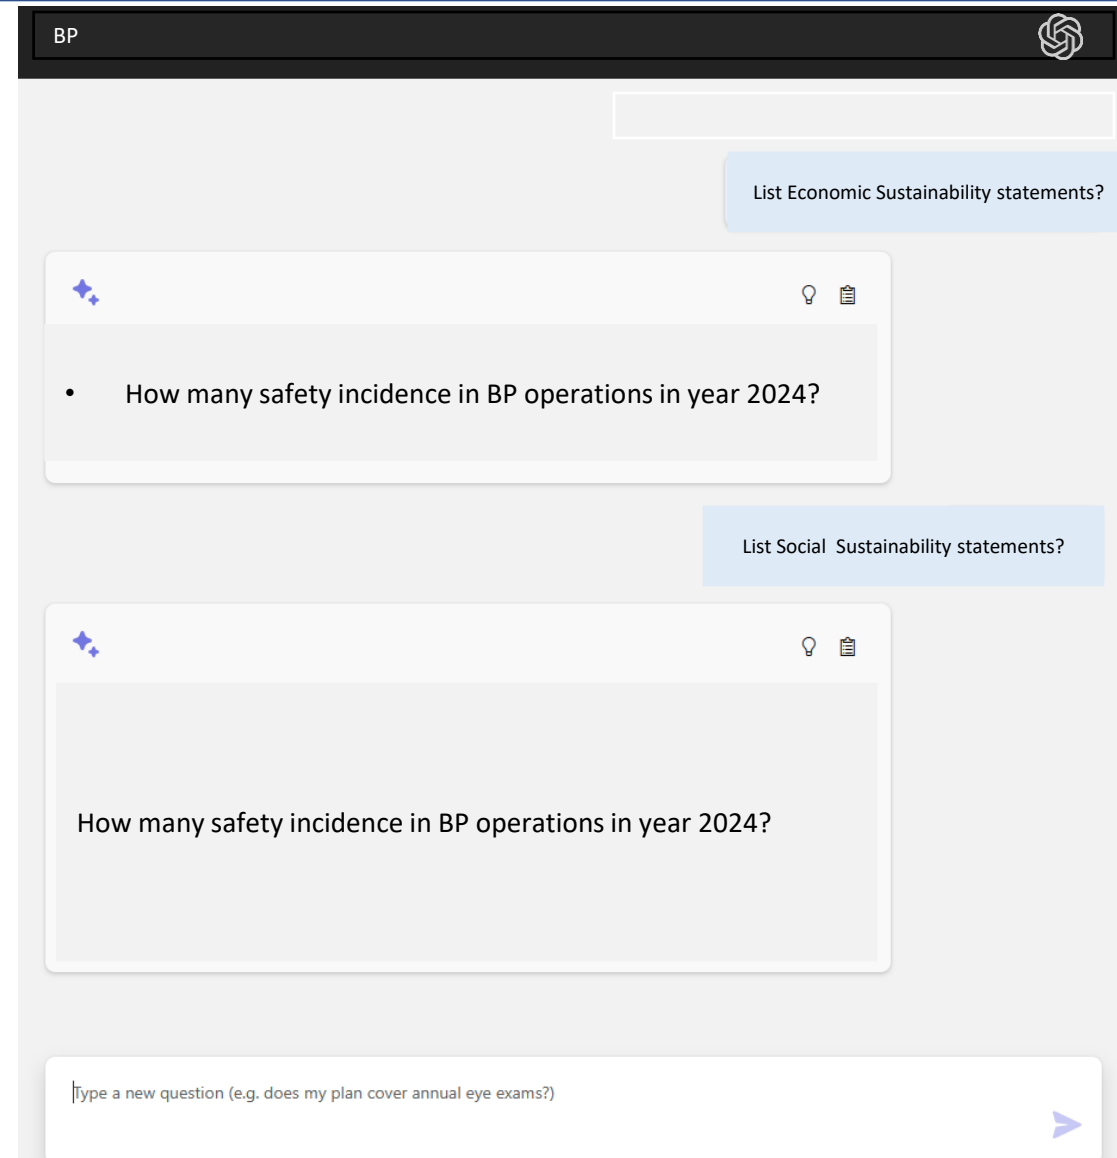 BP
List Economic Sustainability statements?
• How many safety incidence in BP operations in year 2024?
List Social  Sustainability statements?
How many safety incidence in BP operations in year 2024?
Type a new question (e.g. does my plan cover annual eye exams?)